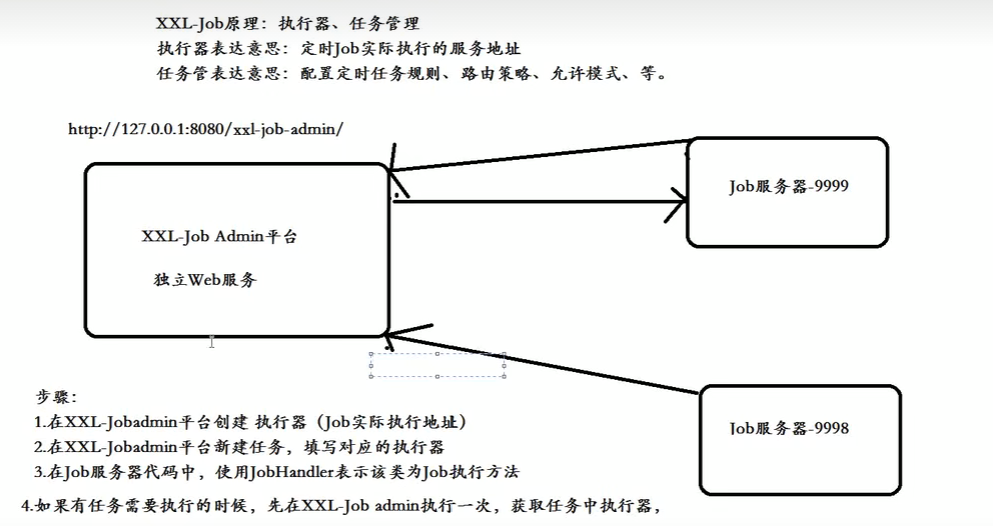 XXL-Job原理：执行器、任务管理
执行器表达意思：定时Job实际执行的服务地址
任务管表达意思：配置定时任务规则、路由策略、允许模式、等。
http://127.0.0.1:8080/xxl-job-admin/
Job服务器-9999
XXL-Job Admin平台
独立Web服务
步骤：
1.在XXL-Jobadmin平台创建 执行器（Job实际执行地址）
Job服务器-9998
2.在XXL-Jobadmin平台新建任务，填写对应的执行器
3.在Job服务器代码中，使用JobHandler表示该类为Job执行方法
4.如果有任务需要执行的时候，先在XXL-Job admin执行一次，获取任务中执行器，